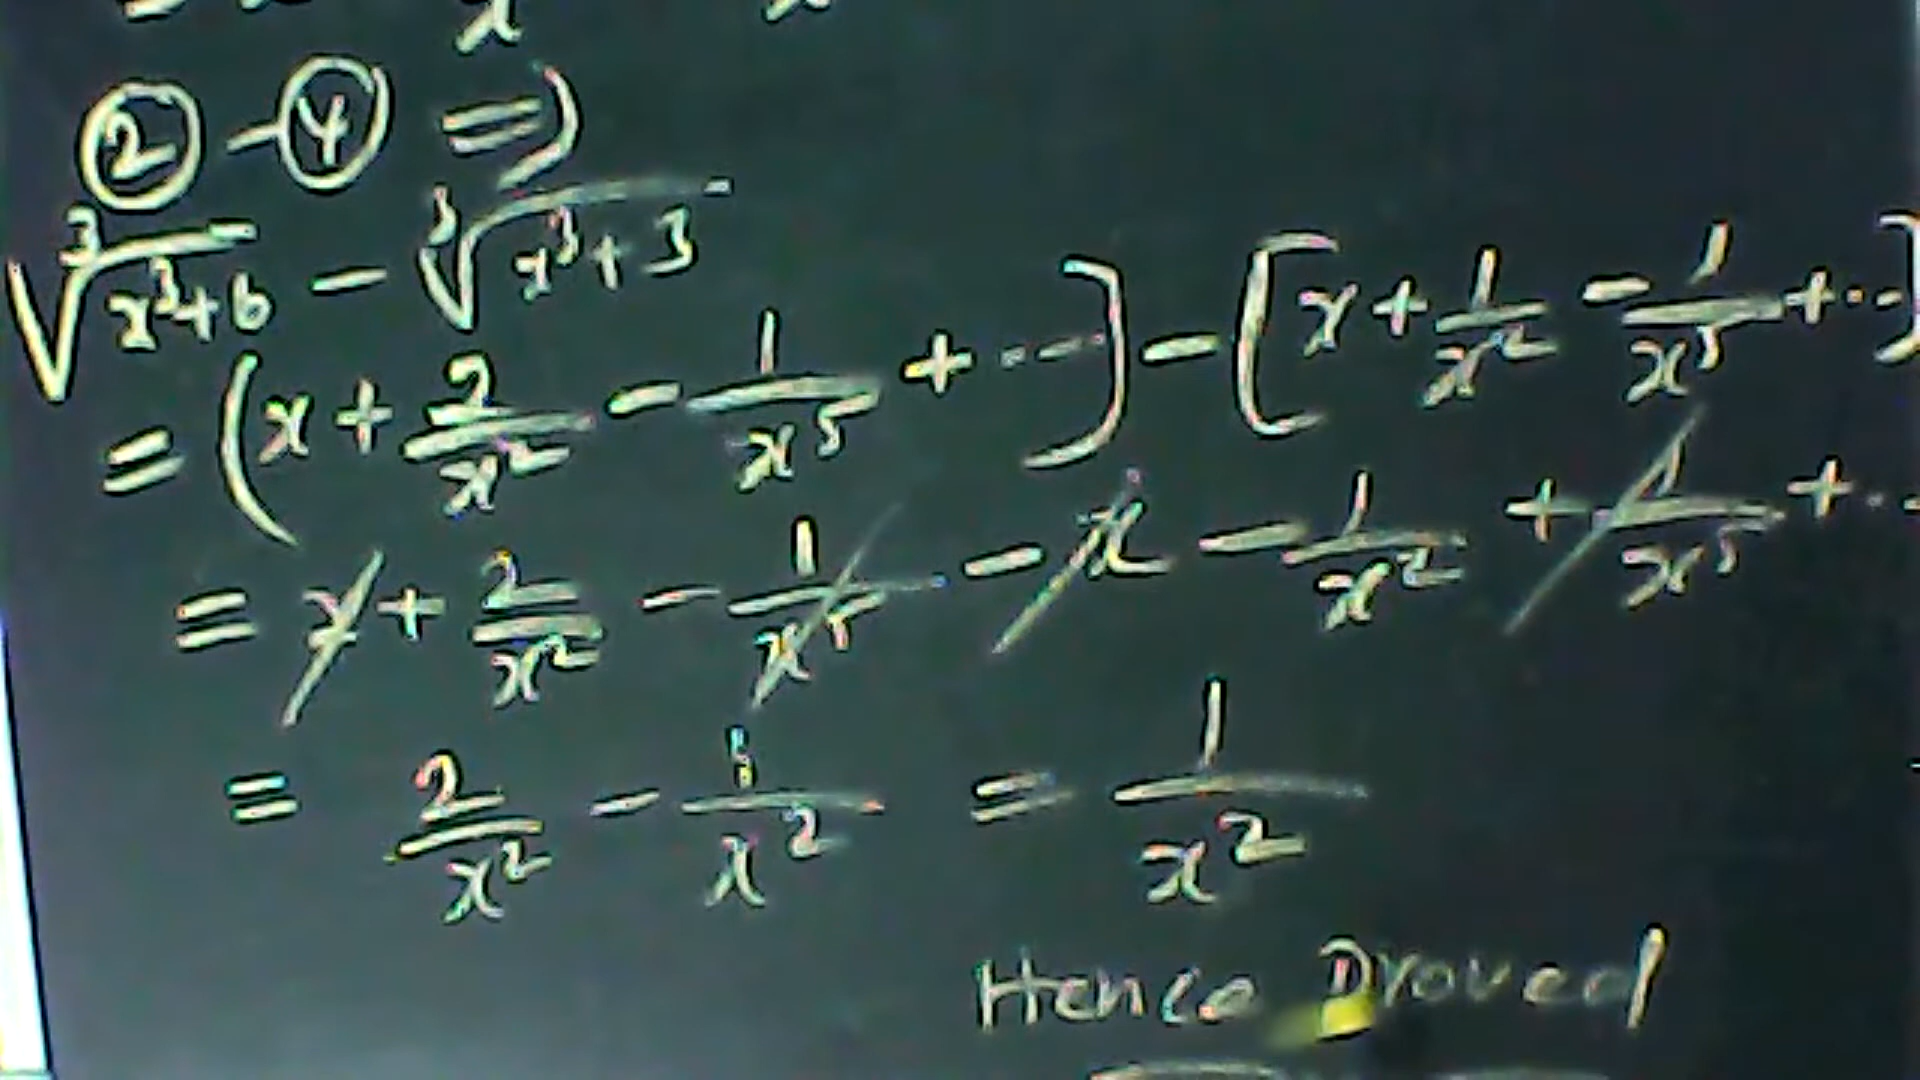 ② - ④ ⇒
∛(x³+6) - ∛(x³+3)
= (x + 2/x² - 1/x⁵ + ----] - [x + 1/x² - 1/x⁵ + ...]
= x + 2/x² - 1/x⁵ - x - 1/x² + 1/x⁵ + ..
= 2/x² - 1/x² = 1/x²
Hence Proved